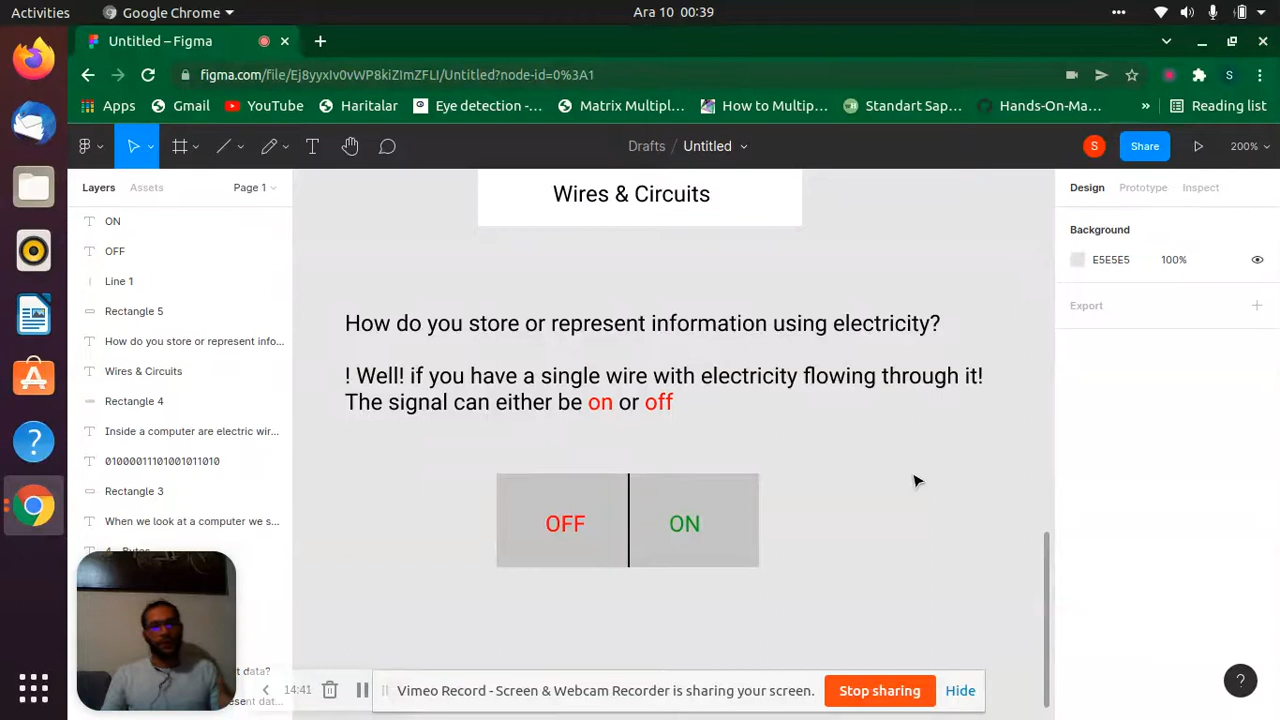 Activities
Google Chrome
Ara 10 00:39
Untitled – Figma
figma.com/file/Ej8yyxIv0vWP8kiZImZFLI/Untitled?node-id=0%3A1
S
Apps
Gmail
YouTube
Haritalar
Eye detection -...
Matrix Multipl...
How to Multip...
Standart Sap...
Hands-On-Ma...
»
Reading list
Drafts / Untitled
S
Share
200%
Layers
Assets
Page 1
Design
Prototype
Inspect
ON
OFF
Line 1
Rectangle 5
How do you store or represent info...
Wires & Circuits
Rectangle 4
Inside a computer are electric wir...
01000011101001011010
Rectangle 3
When we look at a computer we s...
Wires & Circuits
How do you store or represent information using electricity?
! Well! if you have a single wire with electricity flowing through it!
The signal can either be on or off
OFF
ON
Background
E5E5E5 100%
Export
14:41
Vimeo Record - Screen & Webcam Recorder is sharing your screen.
Stop sharing
Hide
?